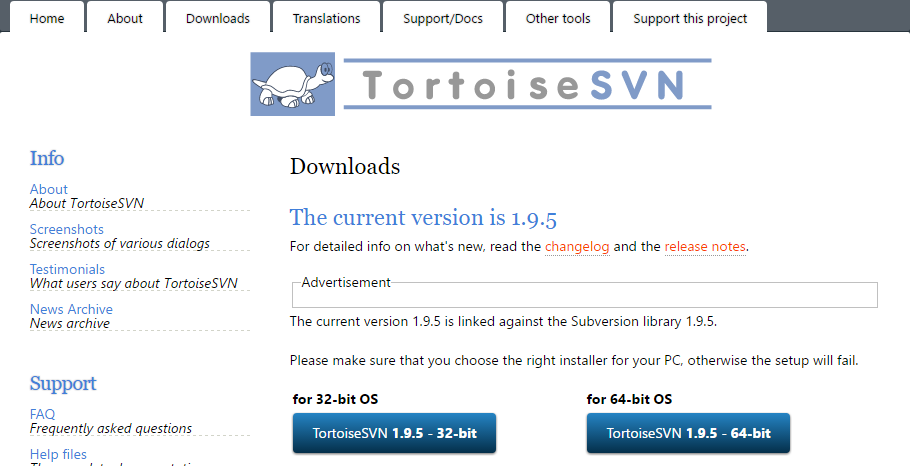 Home
About
Downloads
Translations
Support/Docs
Other tools
Support this project
TortoiseSVN
Info
About
About TortoiseSVN
Screenshots
Screenshots of various dialogs
Testimonials
What users say about TortoiseSVN
News Archive
News archive
Support
FAQ
Frequently asked questions
Help files
Downloads
The current version is 1.9.5
For detailed info on what's new, read the changelog and the release notes.
Advertisement
The current version 1.9.5 is linked against the Subversion library 1.9.5.
Please make sure that you choose the right installer for your PC, otherwise the setup will fail.
for 32-bit OS
TortoiseSVN 1.9.5 - 32-bit
for 64-bit OS
TortoiseSVN 1.9.5 - 64-bit